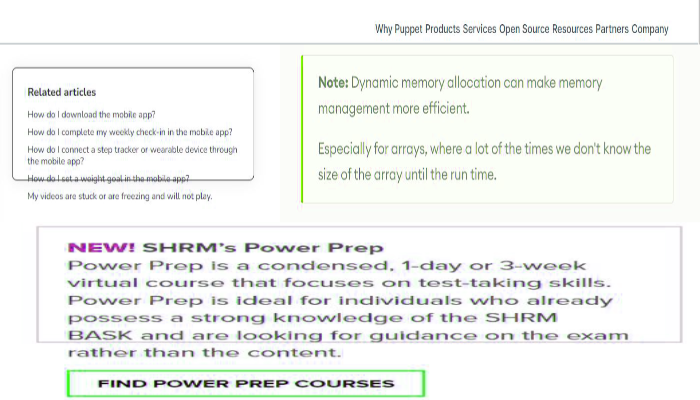 Why Puppet Products Services Open Source Resources Partners Company
Related articles
How do I download the mobile app?
How do I complete my weekly check-in in the mobile app?
How do I connect a step tracker or wearable device through
the mobile app?
How do I set a weight goal in the mobile app?
My videos are stuck or are freezing and will not play.
Note: Dynamic memory allocation can make memory
management more efficient.
Especially for arrays, where a lot of the times we don't know the
size of the array until the run time.
NEW! SHRM's Power Prep
Power Prep is a condensed, 1-day or 3-week
virtual course that focuses on test-taking skills.
Power Prep is ideal for individuals who already
possess a strong knowledge of the SHRM
BASK and are looking for guidance on the exam
rather than the content.
FIND POWER PREP COURSES